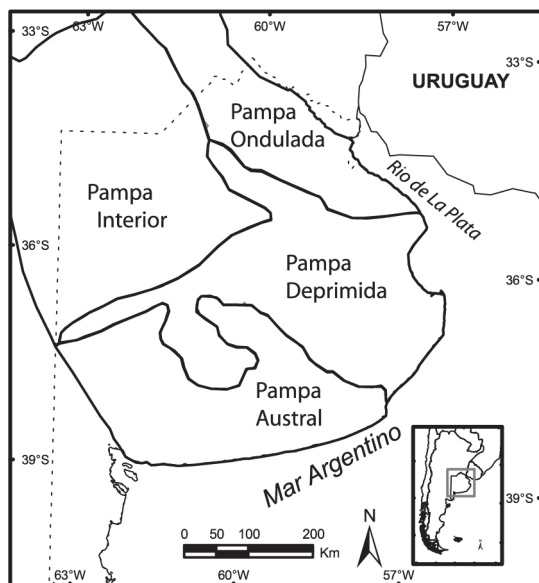 63°W
60°W
57°W
33°S
33°S
URUGUAY
Pampa
Ondulada
Rio de La Plata
Pampa
Interior
36°S
36°S
Pampa
Deprimida
Pampa
Austral
39°S
39°S
Mar Argentino
N
0 50 100 200
Km
63°W
60°W
57°W